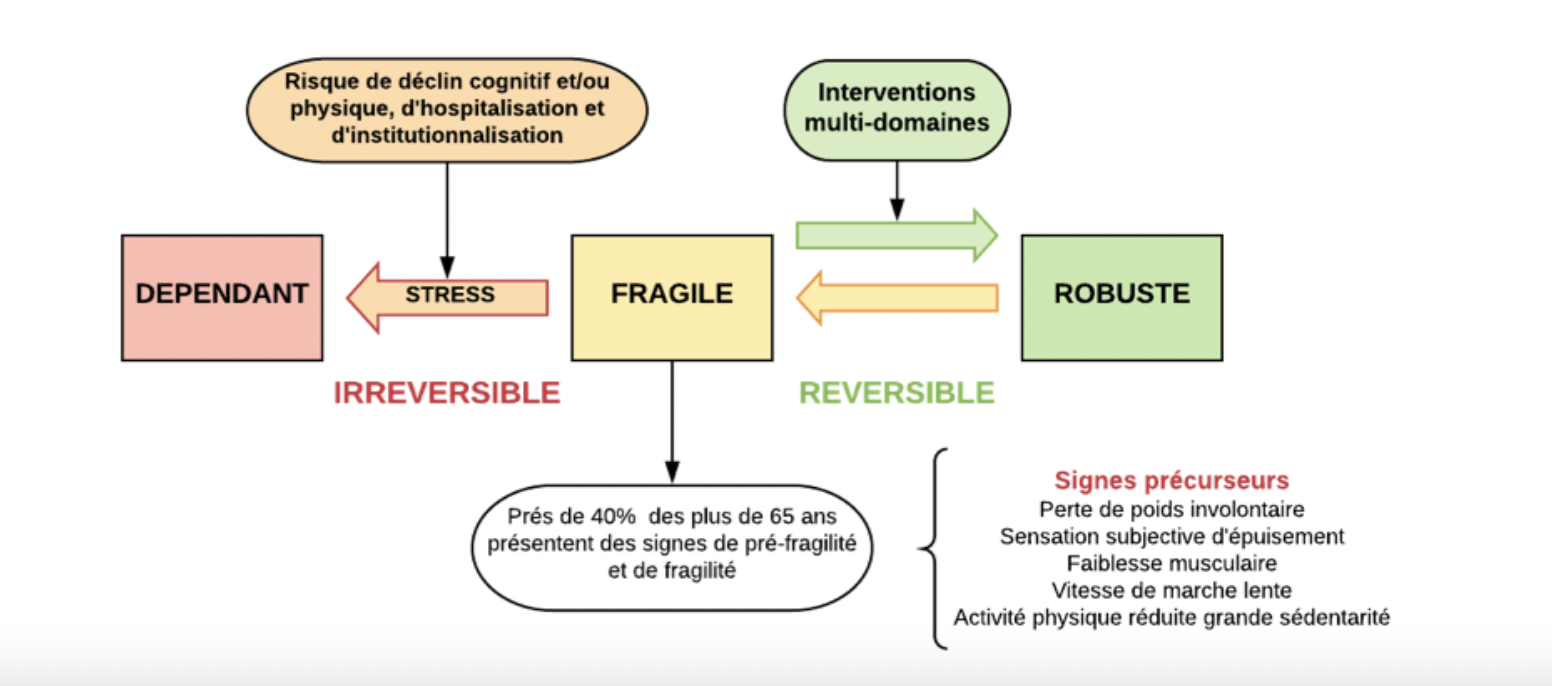 Risque de déclin cognitif et/ou
physique, d'hospitalisation et
d'institutionnalisation
Interventions
multi-domaines
DEPENDANT
STRESS
FRAGILE
ROBUSTE
IRREVERSIBLE
REVERSIBLE
Prés de 40% des plus de 65 ans
présentent des signes de pré-fragilité
et de fragilité
Signes précurseurs
Perte de poids involontaire
Sensation subjective d'épuisement
Faiblesse musculaire
Vitesse de marche lente
Activité physique réduite grande sédentarité